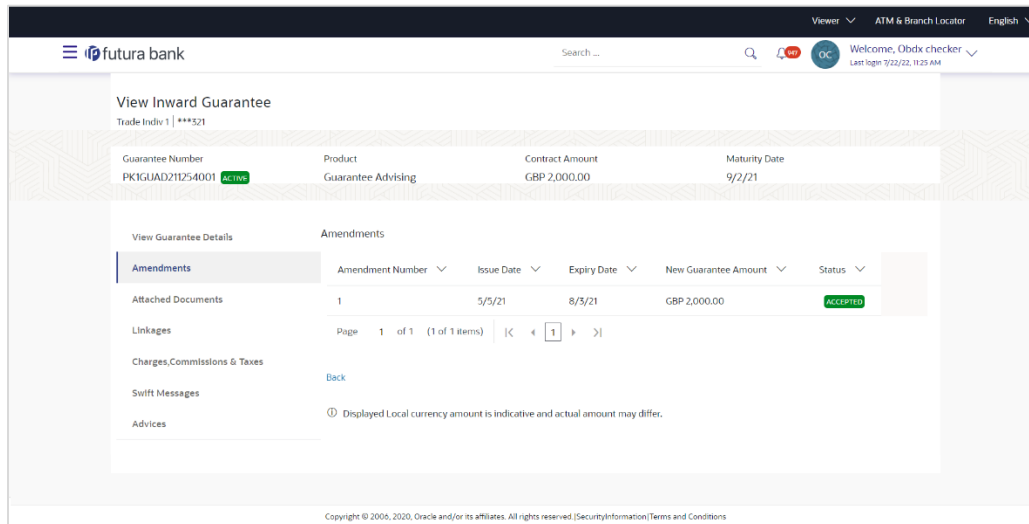 Viewer ATM & Branch Locator English
futura bank Search ... 947 OC Welcome, Obdx checker
Last login 7/22/22, 11:25 AM
View Inward Guarantee
Trade Indiv 1 | ***321
Guarantee Number Product Contract Amount Maturity Date
PK1GUAD211254001 ACTIVE Guarantee Advising GBP 2,000.00 9/2/21
View Guarantee Details
Amendments
Attached Documents
Linkages
Charges,Commissions & Taxes
Swift Messages
Advices
Amendments
Amendment Number Issue Date Expiry Date New Guarantee Amount Status
1 5/5/21 8/3/21 GBP 2,000.00 ACCEPTED
Page 1 of 1 (1 of 1 items) 1
Back
Displayed Local currency amount is indicative and actual amount may differ.
Copyright © 2006, 2020, Oracle and/or its affiliates. All rights reserved.|SecurityInformation|Terms and Conditions